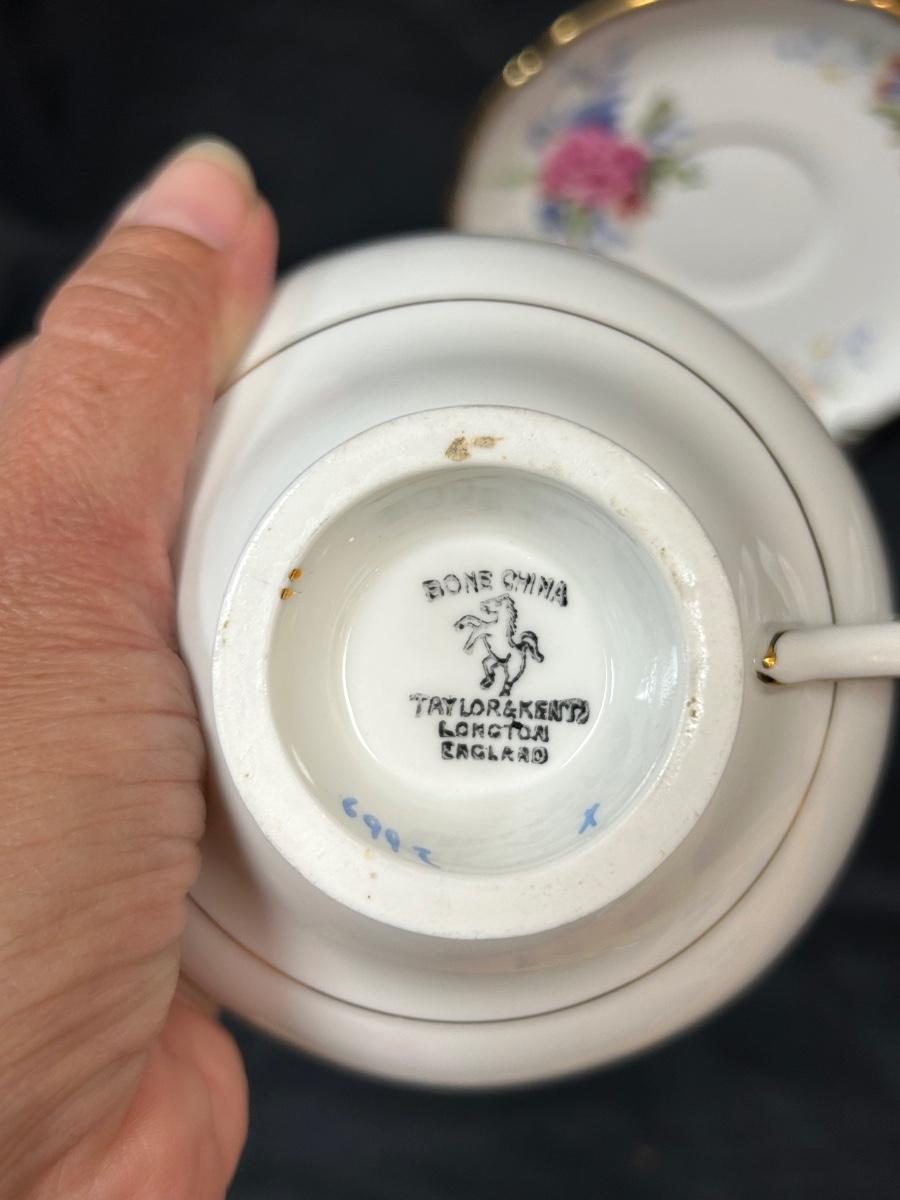 BONE CHINA
TAYLOR&KENT
LONGTON
ENGLAND
X